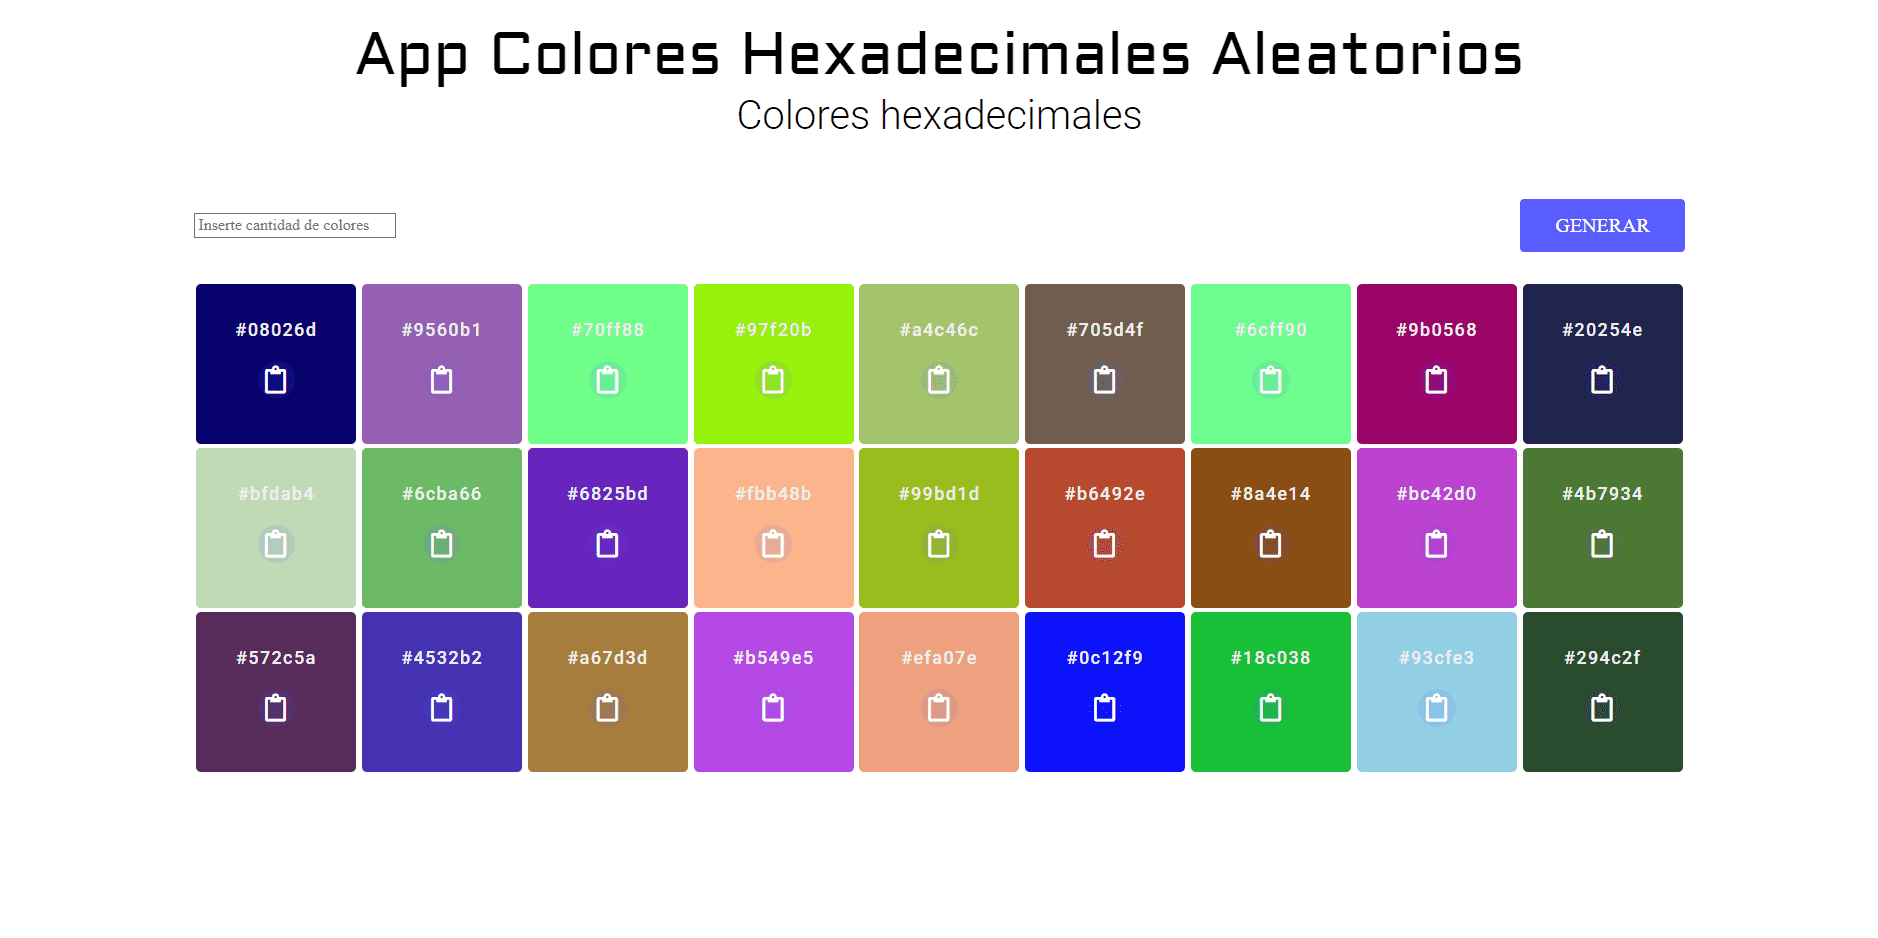 App Colores Hexadecimales Aleatorios
Colores hexadecimales
Inserte cantidad de colores GENERAR
#08026d #9560b1 #70ff88 #97f20b #a4c46c #705d4f #6cff90 #9b0568 #20254e
#bfdab4 #6cba66 #6825bd #fbb48b #99bd1d #b6492e #8a4e14 #bc42d0 #4b7934
#572c5a #4532b2 #a67d3d #b549e5 #efa07e #0c12f9 #18c038 #93cfe3 #294c2f